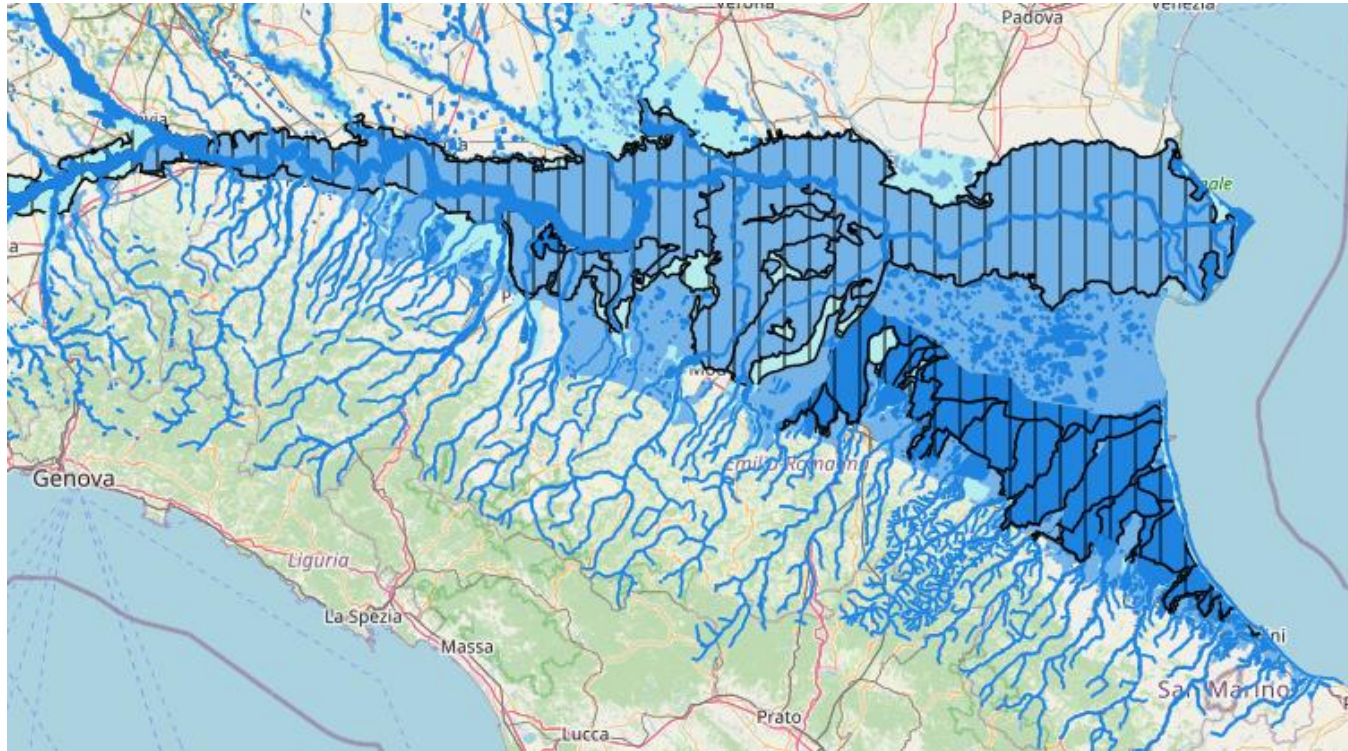 Verona
Padova
Venezia
Genova
Emilia-Romagna
Liguria
La Spezia
Massa
San Marino
Prato
Lucca